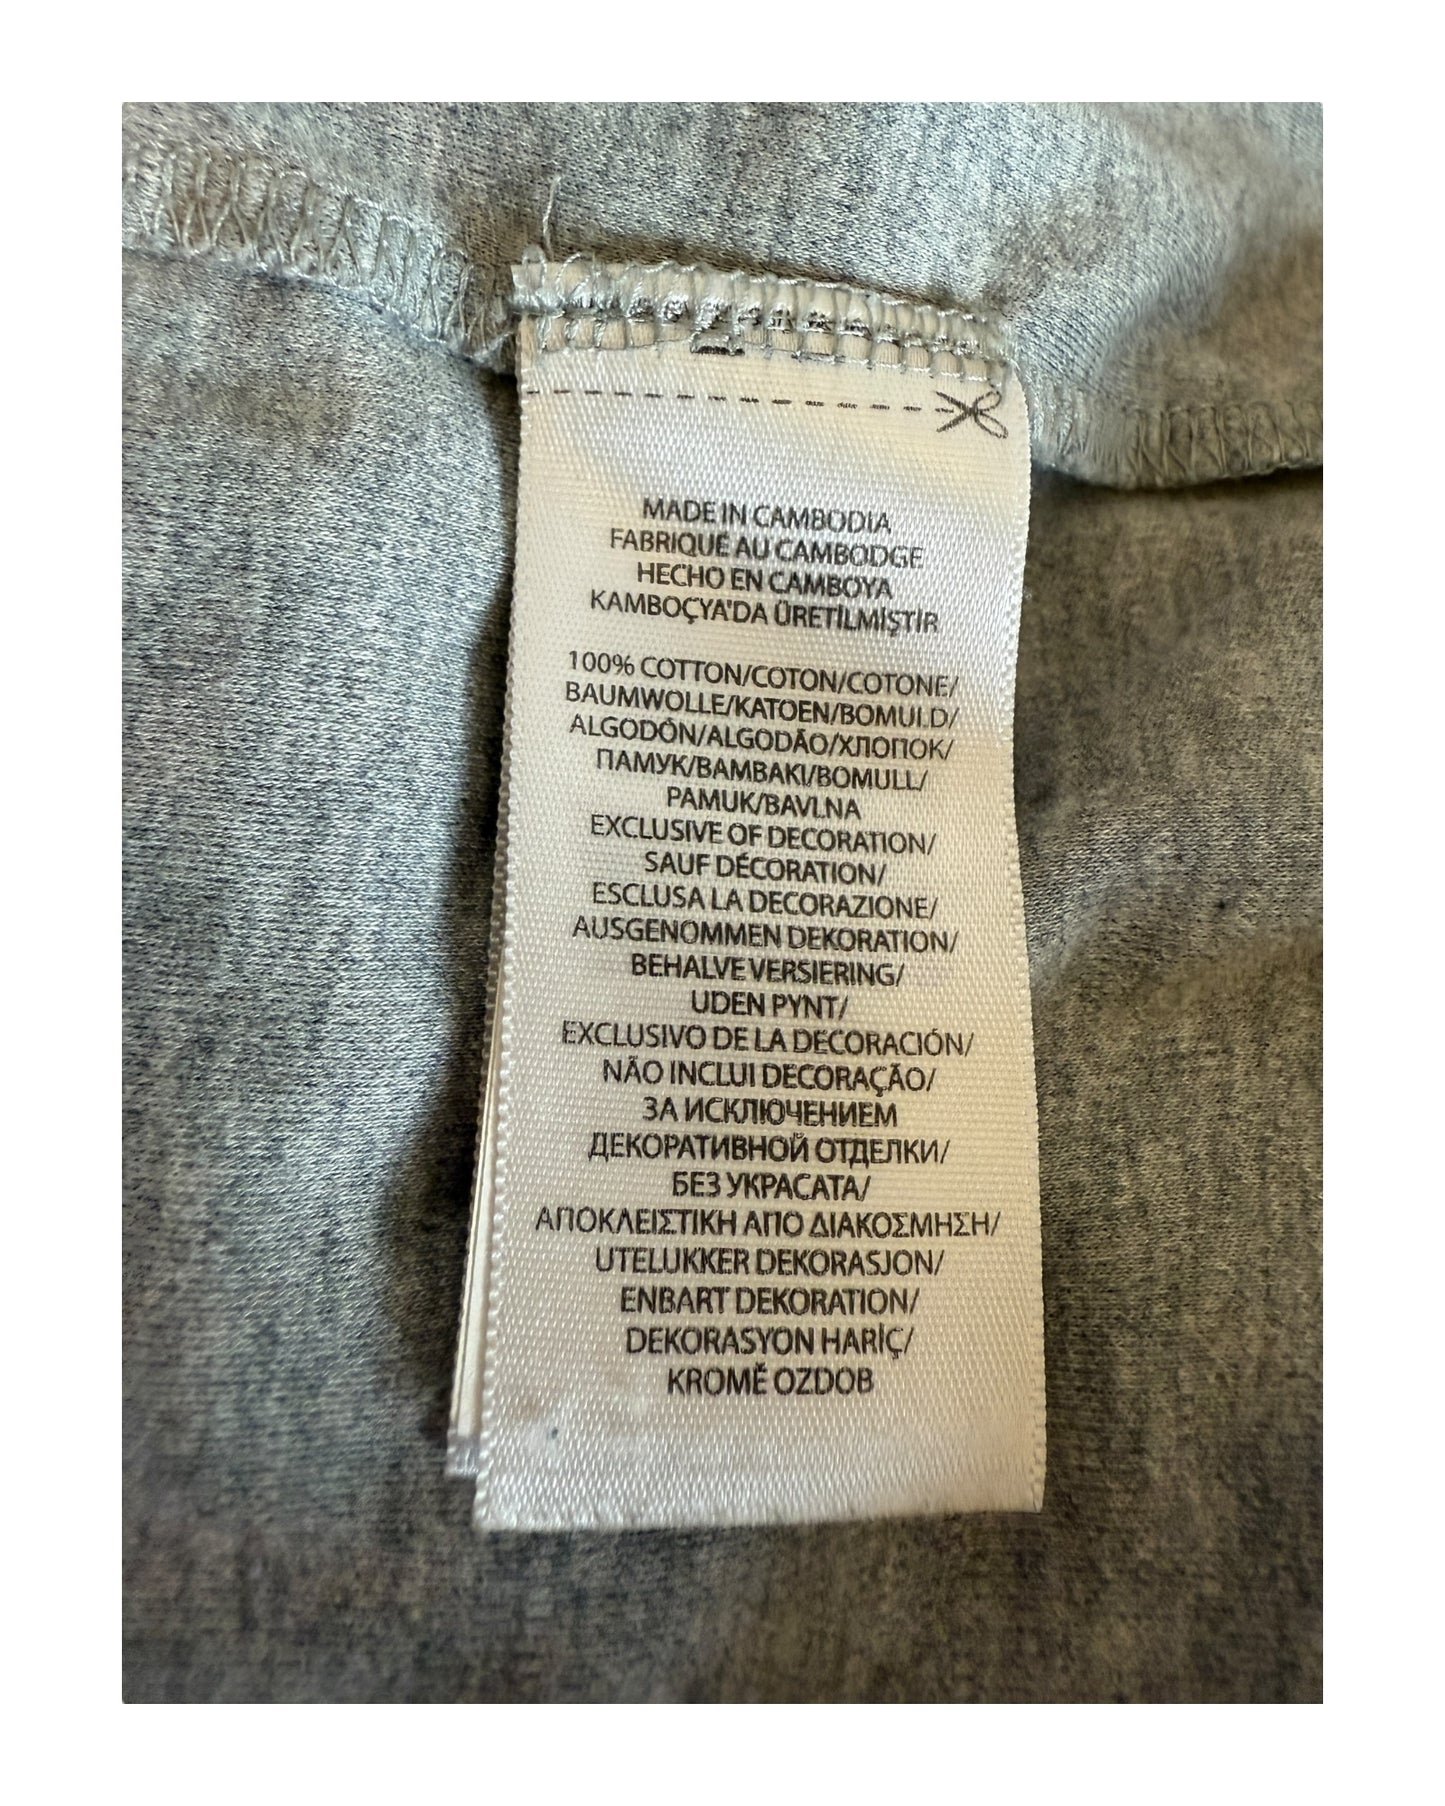 MADE IN CAMBODIA
FABRIQUÉ AU CAMBODGE
HECHO EN CAMBOYA
KAMBOÇYA'DA ÜRETİLMİŞTİR
100% COTTON/COTON/COTONE/
BAUMWOLLE/KATOEN/BOMULD/
ALGODÓN/ALGODÃO/ХЛОПОК/
ПАМУК/BAMBAKI/BOMULL/
PAMUK/BAVLNA
EXCLUSIVE OF DECORATION/
SAUF DÉCORATION/
ESCLUSA LA DECORAZIONE/
AUSGENOMMEN DEKORATION/
BEHALVE VERSIERING/
UDEN PYNT/
EXCLUSIVO DE LA DECORACIÓN/
NÃO INCLUI DECORAÇÃO/
ЗА ИСКЛЮЧЕНИЕМ
ДЕКОРАТИВНОЙ ОТДЕЛКИ/
БЕЗ УКРАСАТА/
ΑΠΟΚΛΕΙΣΤΙΚΗ ΑΠΟ ΔΙΑΚΟΣΜΗΣΗ/
UTELUKKER DEKORASJON/
ENBART DEKORATION/
DEKORASYON HARİÇ/
KROMĚ OZDOB